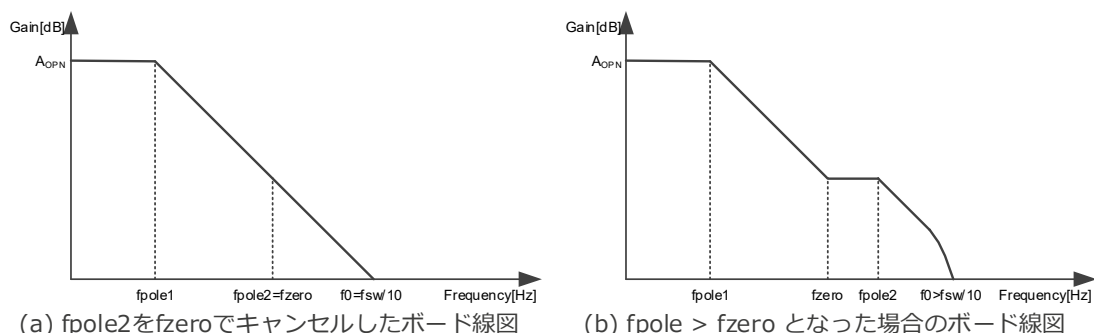 Gain[dB]
A_OPN
fpole1
fpole2=fzero
f0=fsw/10
Frequency[Hz]
(a) fpole2をfzeroでキャンセルしたボード線図
Gain[dB]
A_OPN
fpole1
fzero
fpole2
f0>fsw/10
Frequency[Hz]
(b) fpole > fzero となった場合のボード線図